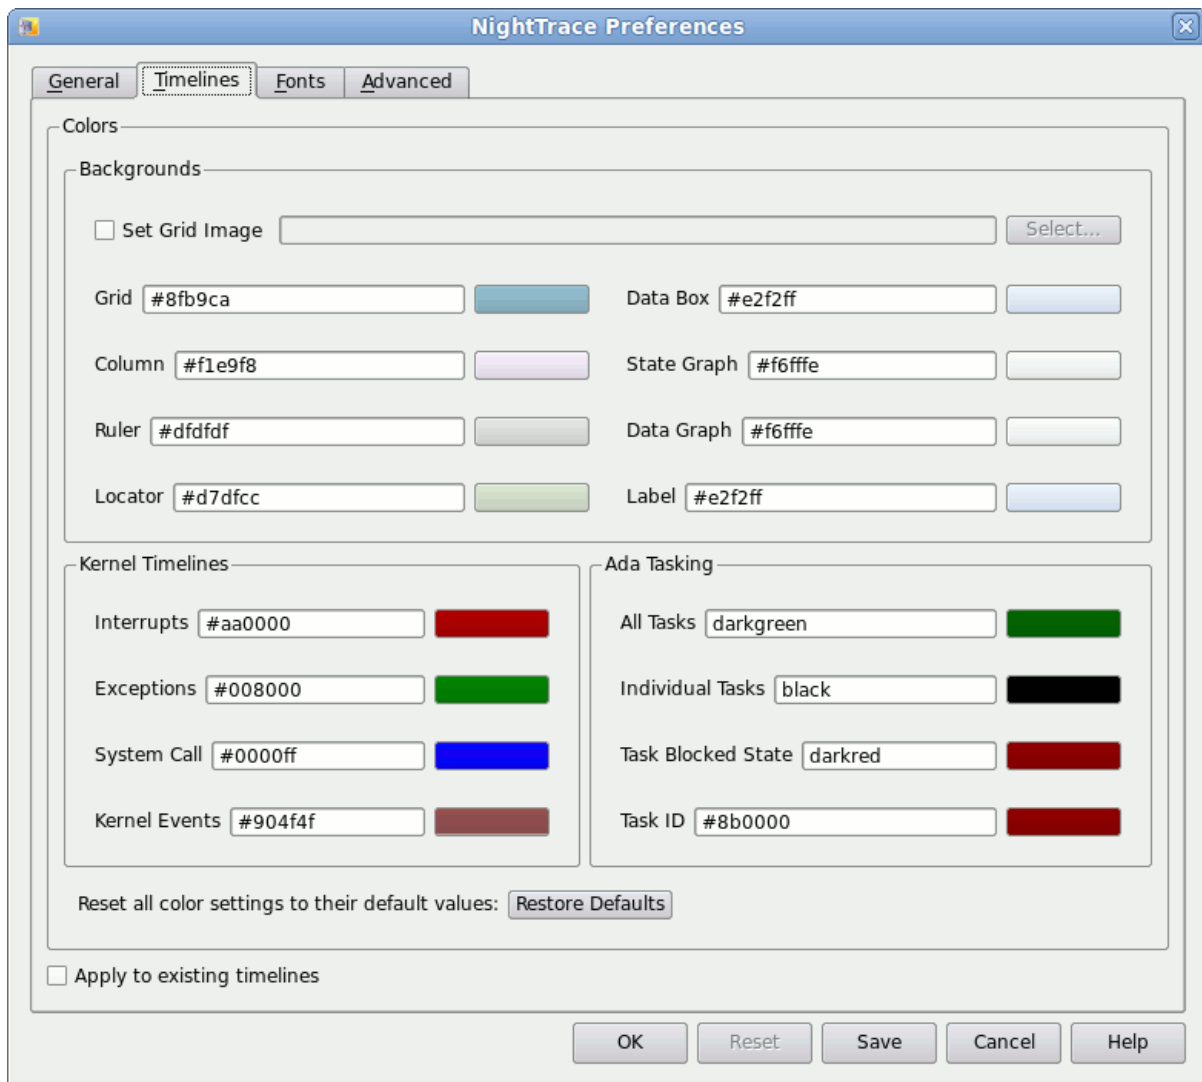 NightTrace Preferences
General Timelines Fonts Advanced
Colors
Backgrounds
Set Grid Image Select...
Grid #8fb9ca Data Box #e2f2ff
Column #f1e9f8 State Graph #f6fffe
Ruler #dfdfdf Data Graph #f6fffe
Locator #d7dfcc Label #e2f2ff
Kernel Timelines Ada Tasking
Interrupts #aa0000 All Tasks darkgreen
Exceptions #008000 Individual Tasks black
System Call #0000ff Task Blocked State darkred
Kernel Events #904f4f Task ID #8b0000
Reset all color settings to their default values: Restore Defaults
Apply to existing timelines
OK Reset Save Cancel Help